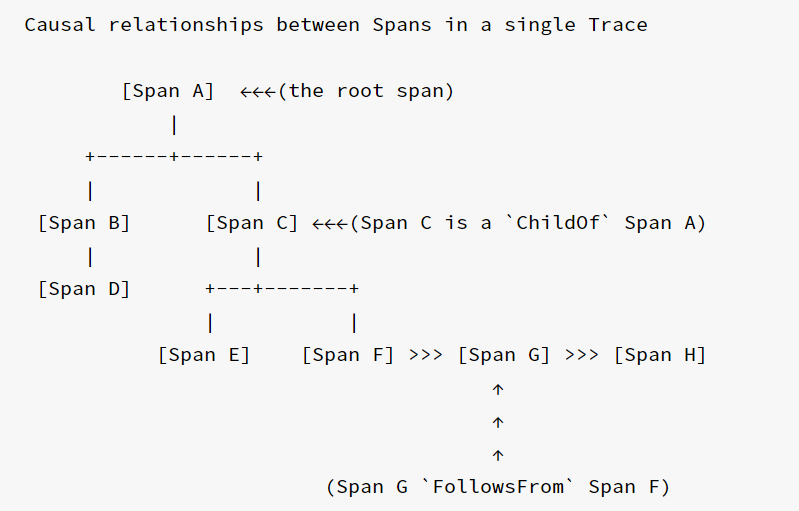 Causal relationships between Spans in a single Trace
[Span A] ←←←(the root span)
|
+------+------+
| |
[Span B] [Span C] ←←←(Span C is a `ChildOf` Span A)
| |
[Span D] +---+-------+
| |
[Span E] [Span F] >>> [Span G] >>> [Span H]
↑
↑
↑
(Span G `FollowsFrom` Span F)